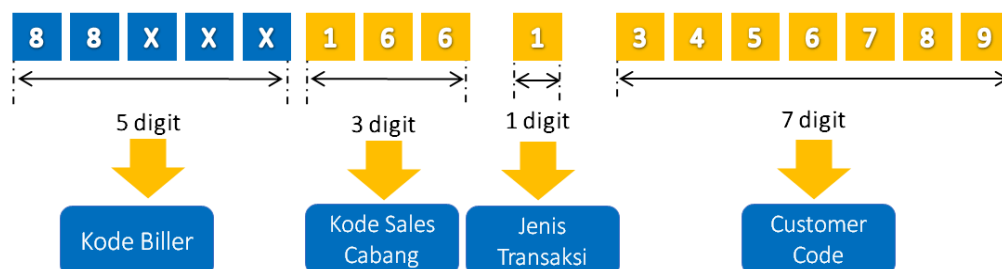 8 8 X X X 1 6 6 1 3 4 5 6 7 8 9
5 digit 3 digit 1 digit 7 digit
Kode Biller
Kode Sales
Cabang
Jenis
Transaksi
Customer
Code